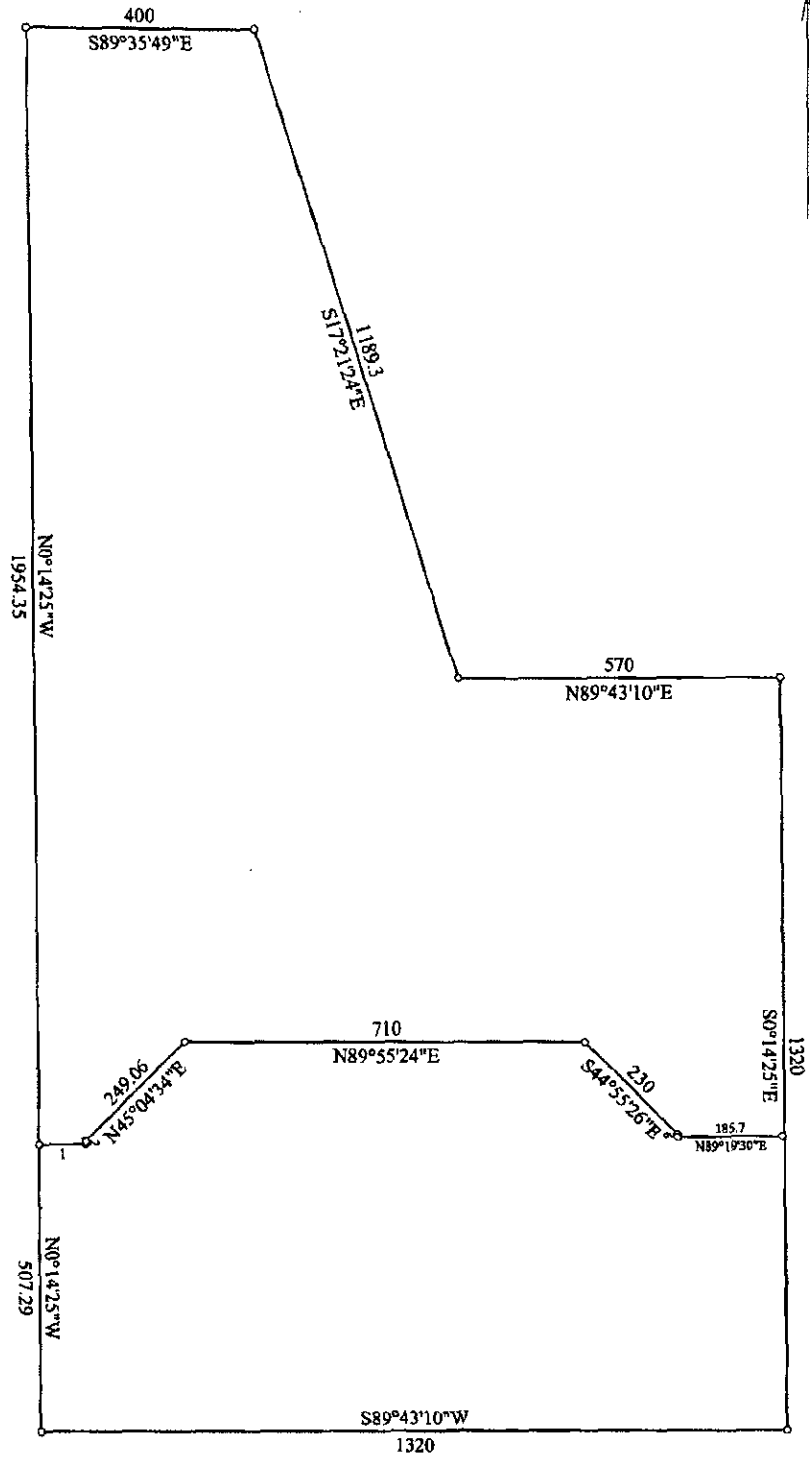 400
S89°35'49"E
1189.3
S17°21'24"E
570
N89°43'10"E
N0°14'25"W
1954.35
710
N89°55'24"E
249.06
N45°04'34"E
230
S44°55'26"E
1320
S0°14'25"E
185.7
N89°19'30"E
1
N0°14'25"W
507.29
S89°43'10"W
1320